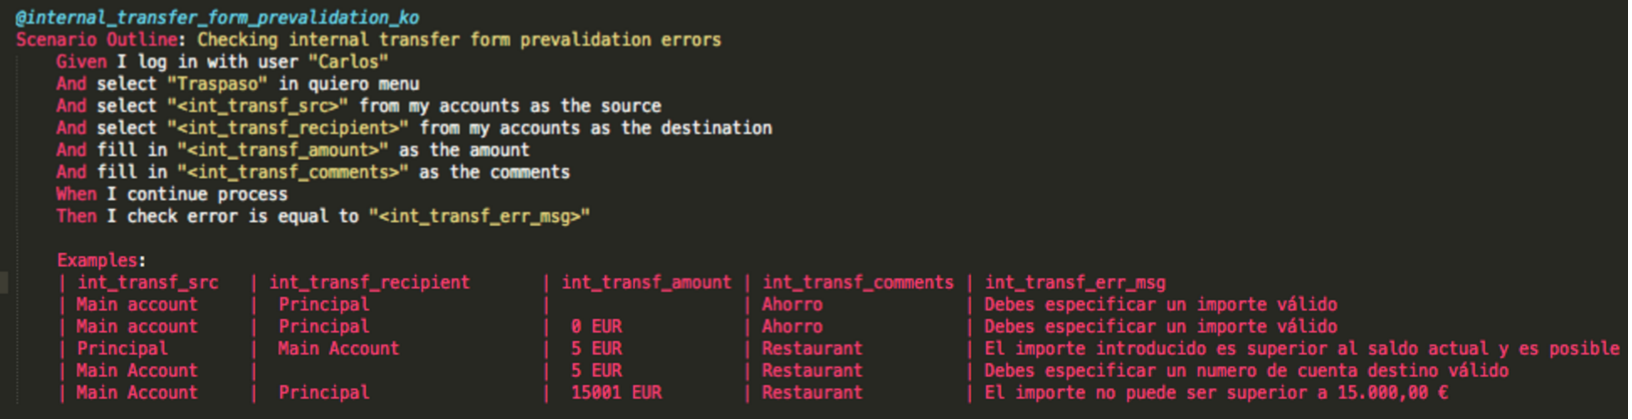 @internal_transfer_form_prevalidation_ko
Scenario Outline: Checking internal transfer form prevalidation errors
Given I log in with user "Carlos"
And select "Traspaso" in quiero menu
And select "<int_transf_src>" from my accounts as the source
And select "<int_transf_recipient>" from my accounts as the destination
And fill in "<int_transf_amount>" as the amount
And fill in "<int_transf_comments>" as the comments
When I continue process
Then I check error is equal to "<int_transf_err_msg>"
Examples:
| int_transf_src | int_transf_recipient | int_transf_amount | int_transf_comments | int_transf_err_msg
| Main account | Principal | | Ahorro | Debes especificar un importe válido
| Main account | Principal | 0 EUR | Ahorro | Debes especificar un importe válido
| Principal | Main Account | 5 EUR | Restaurant | El importe introducido es superior al saldo actual y es posible
| Main Account | | 5 EUR | Restaurant | Debes especificar un numero de cuenta destino válido
| Main Account | Principal | 15001 EUR | Restaurant | El importe no puede ser superior a 15.000,00 €